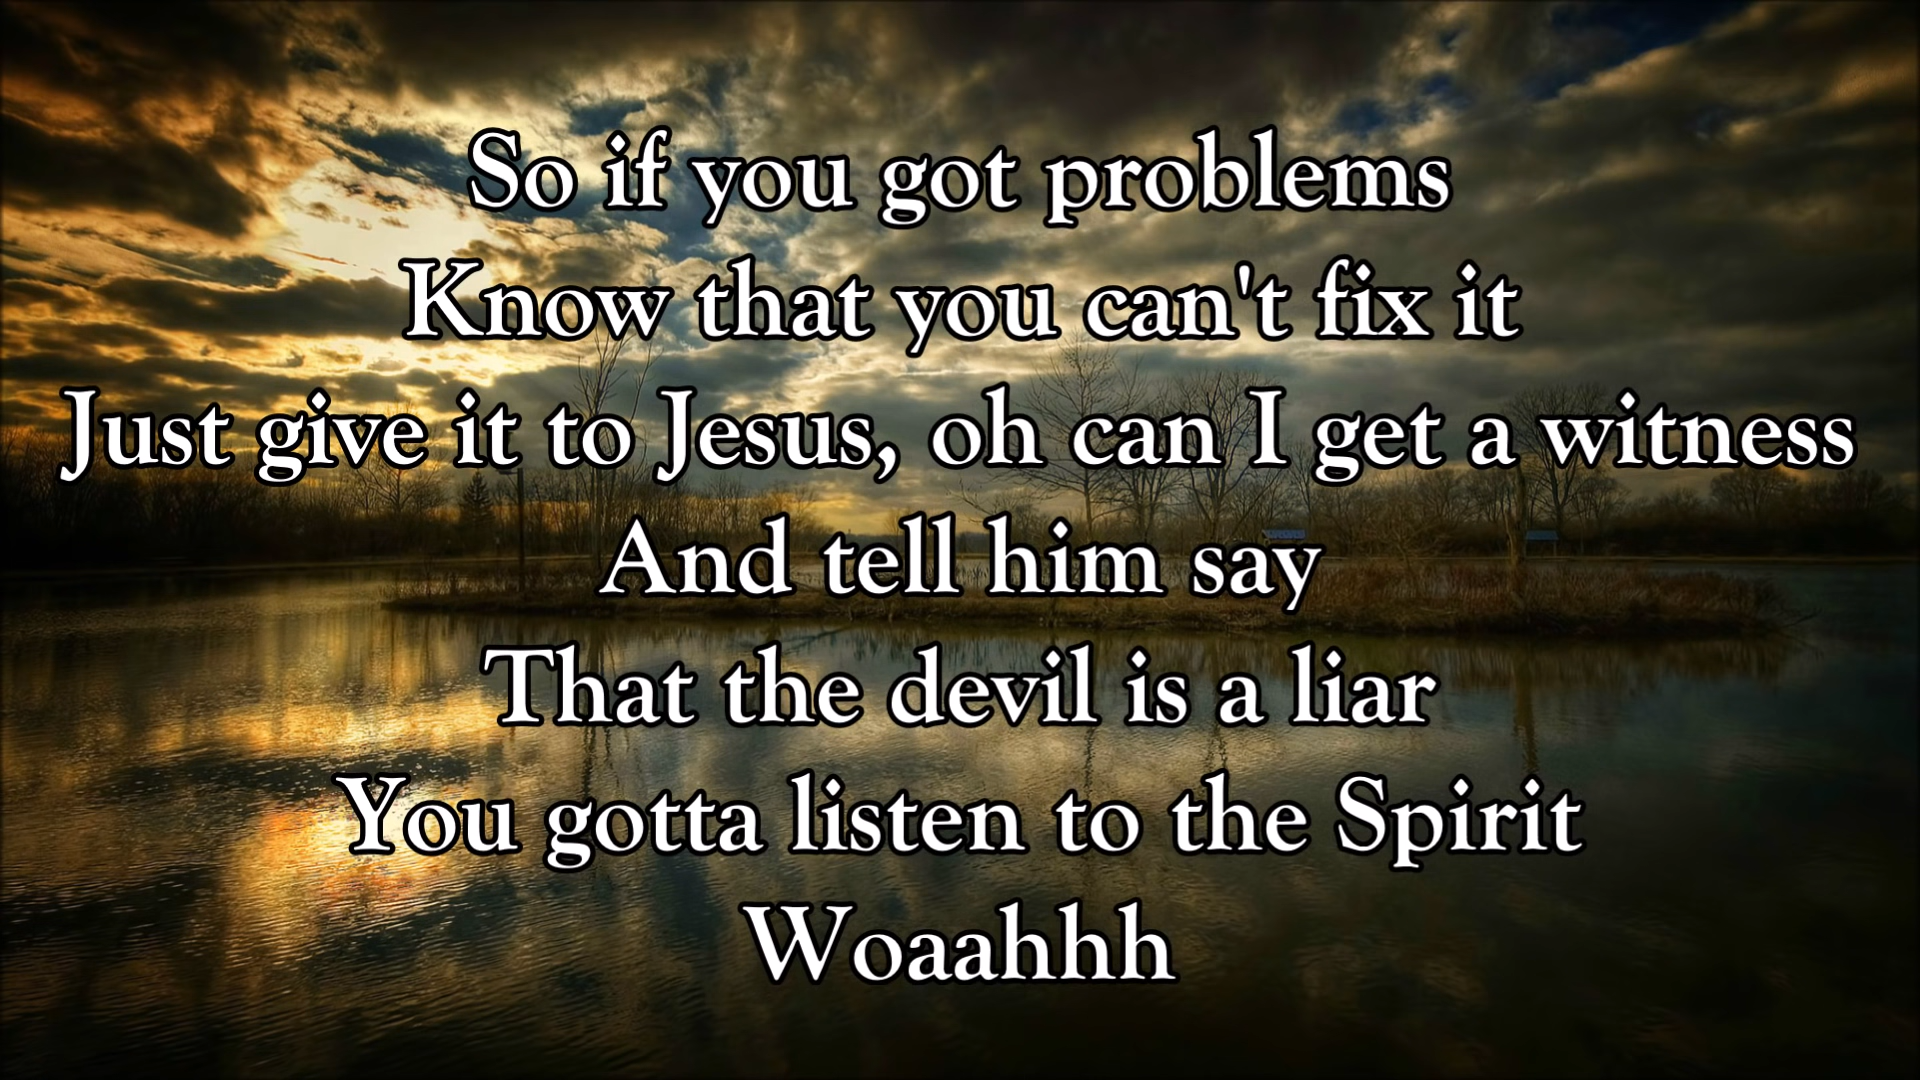 So if you got problems
Know that you can't fix it
Just give it to Jesus, oh can I get a witness
And tell him say
That the devil is a liar
You gotta listen to the Spirit
Woaahhh